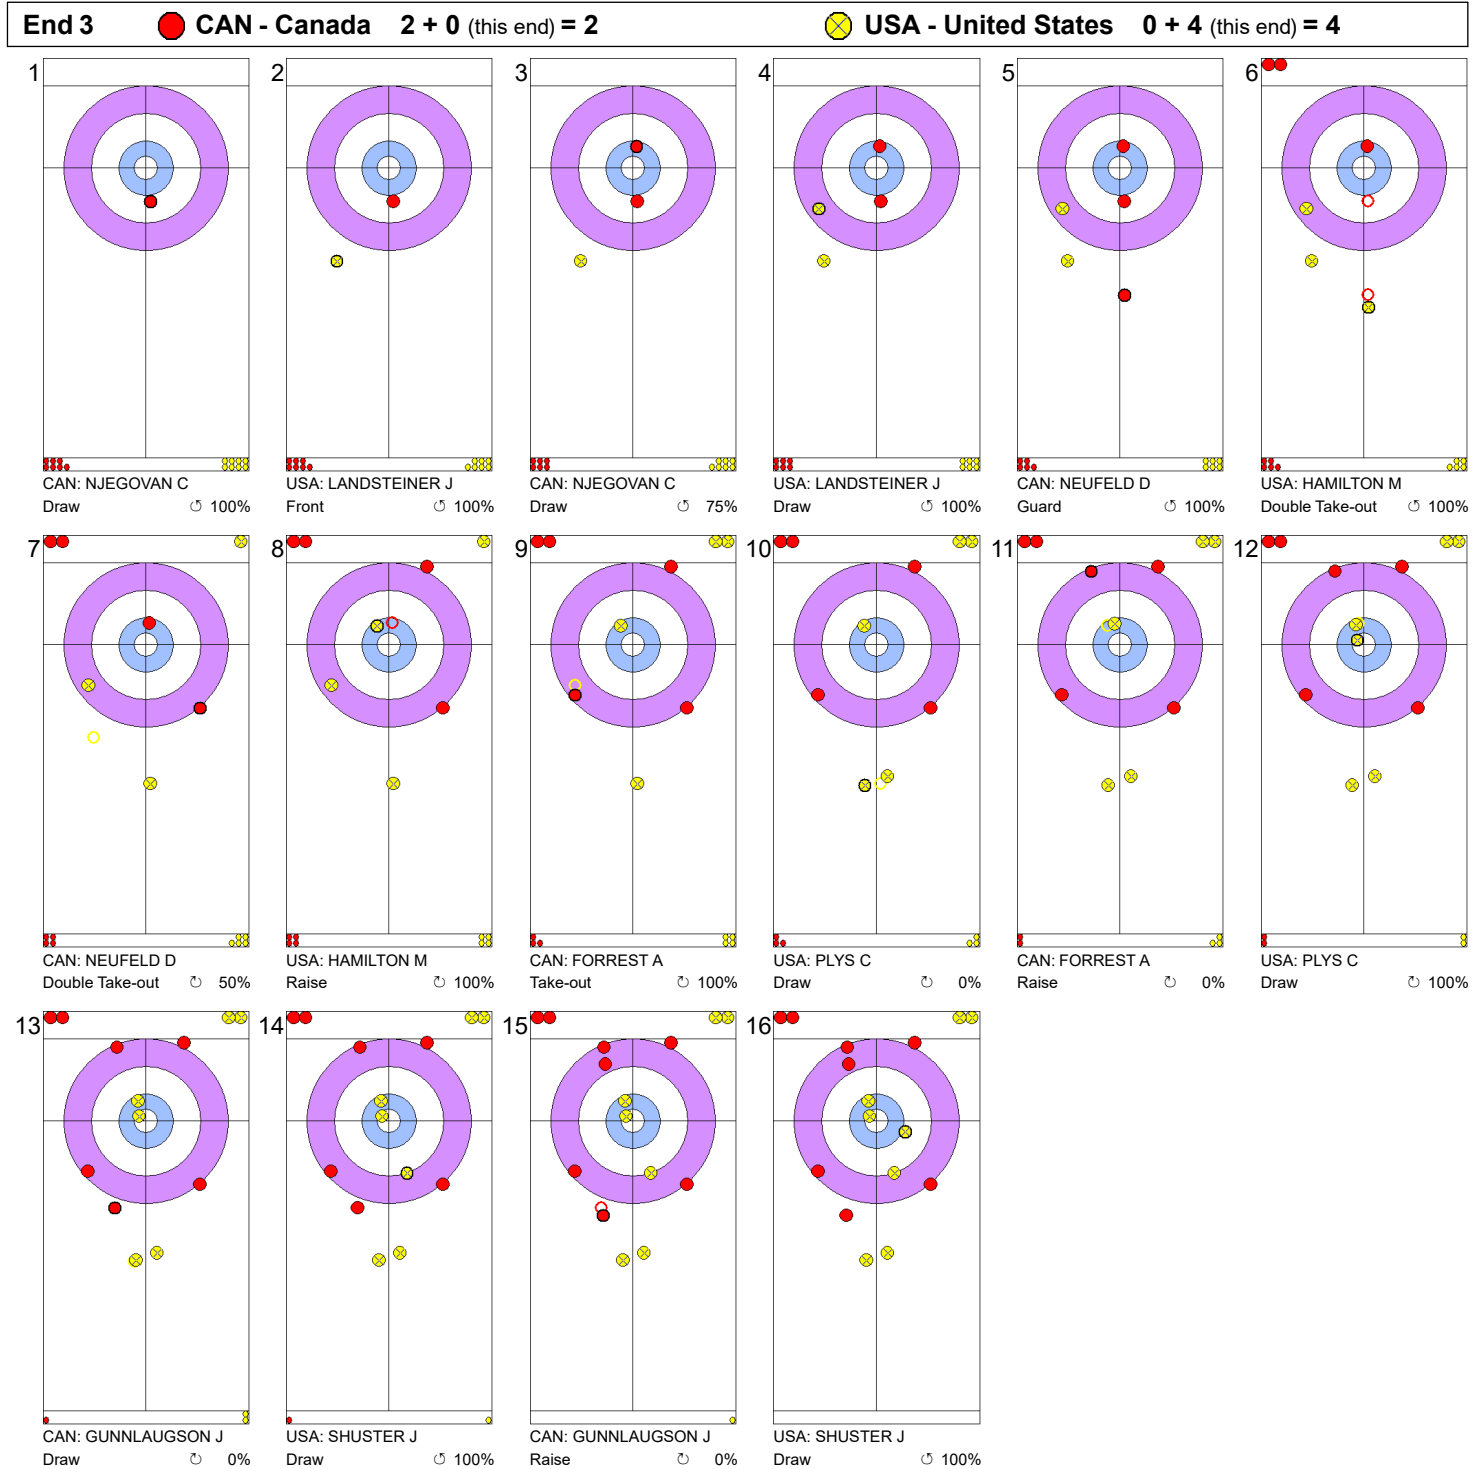 End 3 CAN - Canada 2 + 0 (this end) = 2 USA - United States 0 + 4 (this end) = 4
1 2 3 4 5 6
CAN: NJEGOVAN C USA: LANDSTEINER J CAN: NJEGOVAN C USA: LANDSTEINER J CAN: NEUFELD D USA: HAMILTON M
Draw ↺ 100% Front ↺ 100% Draw ↺ 75% Draw ↺ 100% Guard ↺ 100% Double Take-out ↺ 100%
7 8 9 10 11 12
CAN: NEUFELD D USA: HAMILTON M CAN: FORREST A USA: PLYS C CAN: FORREST A USA: PLYS C
Double Take-out ↻ 50% Raise ↻ 100% Take-out ↻ 100% Draw ↻ 0% Raise ↻ 0% Draw ↻ 100%
13 14 15 16
CAN: GUNNLAUGSON J USA: SHUSTER J CAN: GUNNLAUGSON J USA: SHUSTER J
Draw ↻ 0% Draw ↻ 100% Raise ↻ 0% Draw ↻ 100%